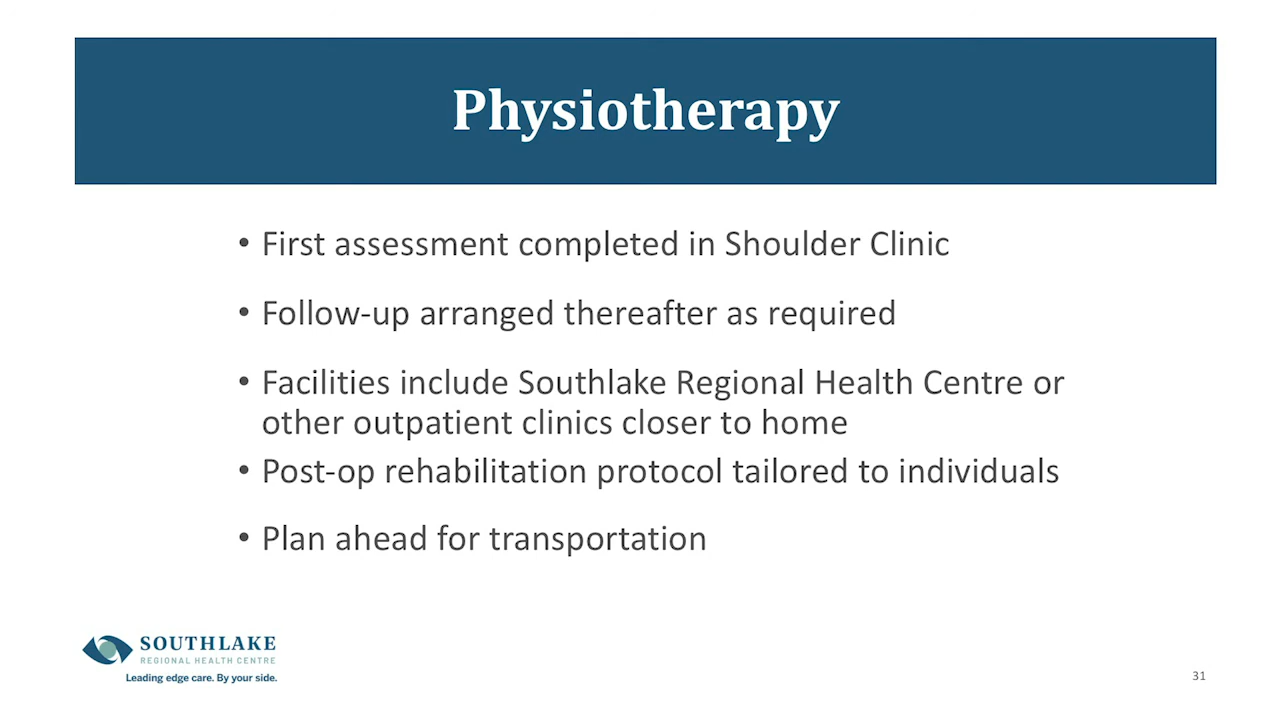 Physiotherapy
• First assessment completed in Shoulder Clinic
• Follow-up arranged thereafter as required
• Facilities include Southlake Regional Health Centre or
other outpatient clinics closer to home
• Post-op rehabilitation protocol tailored to individuals
• Plan ahead for transportation
SOUTHLAKE
REGIONAL HEALTH CENTRE
Leading edge care. By your side.
31